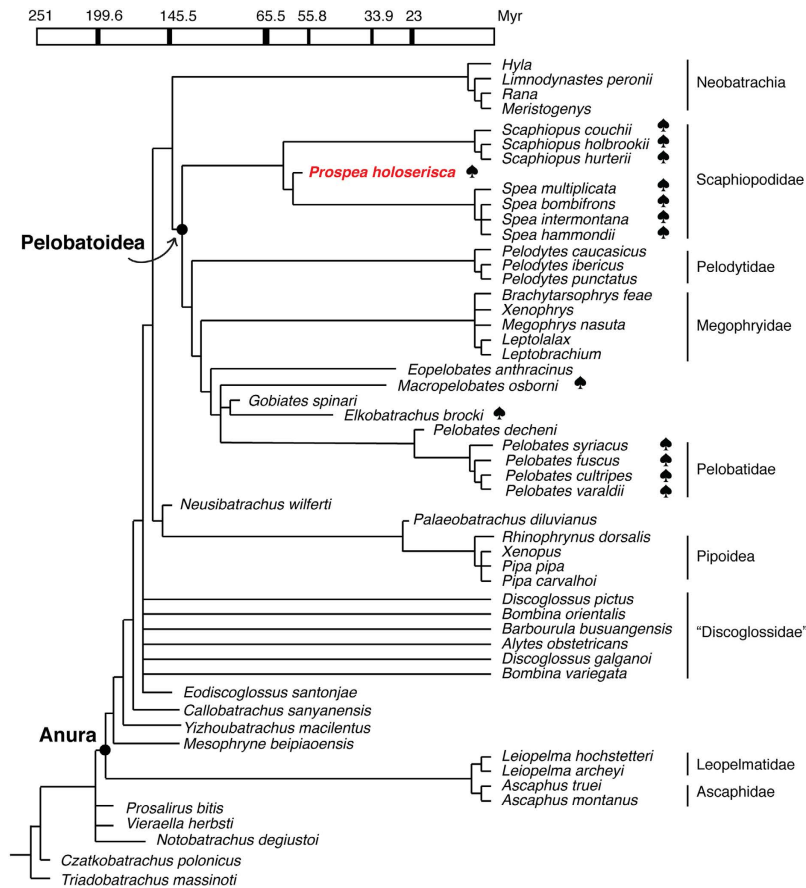 251 199.6 145.5 65.5 55.8 33.9 23 Myr
Hyla
Limnodynastes peronii
Rana
Meristogenys
Neobatrachia
Scaphiopus couchii
Scaphiopus holbrookii
Scaphiopus hurterii
Prospea holoserisca
Spea multiplicata
Spea bombifrons
Spea intermontana
Spea hammondii
Scaphiopodidae
Pelobatoidea
Pelodytes caucasicus
Pelodytes ibericus
Pelodytes punctatus
Pelodytidae
Brachytarsophrys feae
Xenophrys
Megophrys nasuta
Leptolalax
Leptobrachium
Megophryidae
Eopelobates anthracinus
Macropelobates osborni
Gobiates spinari
Elkobatrachus brocki
Pelobates decheni
Pelobates syriacus
Pelobates fuscus
Pelobates cultripes
Pelobates varaldii
Pelobatidae
Neusibatrachus wilferti
Palaeobatrachus diluvianus
Rhinophrynus dorsalis
Xenopus
Pipa pipa
Pipa carvalhoi
Pipoidea
Discoglossus pictus
Bombina orientalis
Barbourula busuangensis
Alytes obstetricans
Discoglossus galganoi
Bombina variegata
“Discoglossidae”
Eodiscoglossus santonjae
Callobatrachus sanyanensis
Yizhoubatrachus macilentus
Mesophryne beipiaoensis
Anura
Leiopelma hochstetteri
Leiopelma archeyi
Leopelmatidae
Ascaphus truei
Ascaphus montanus
Ascaphidae
Prosalirus bitis
Vieraella herbsti
Notobatrachus degiustoi
Czatkobatrachus polonicus
Triadobatrachus massinoti